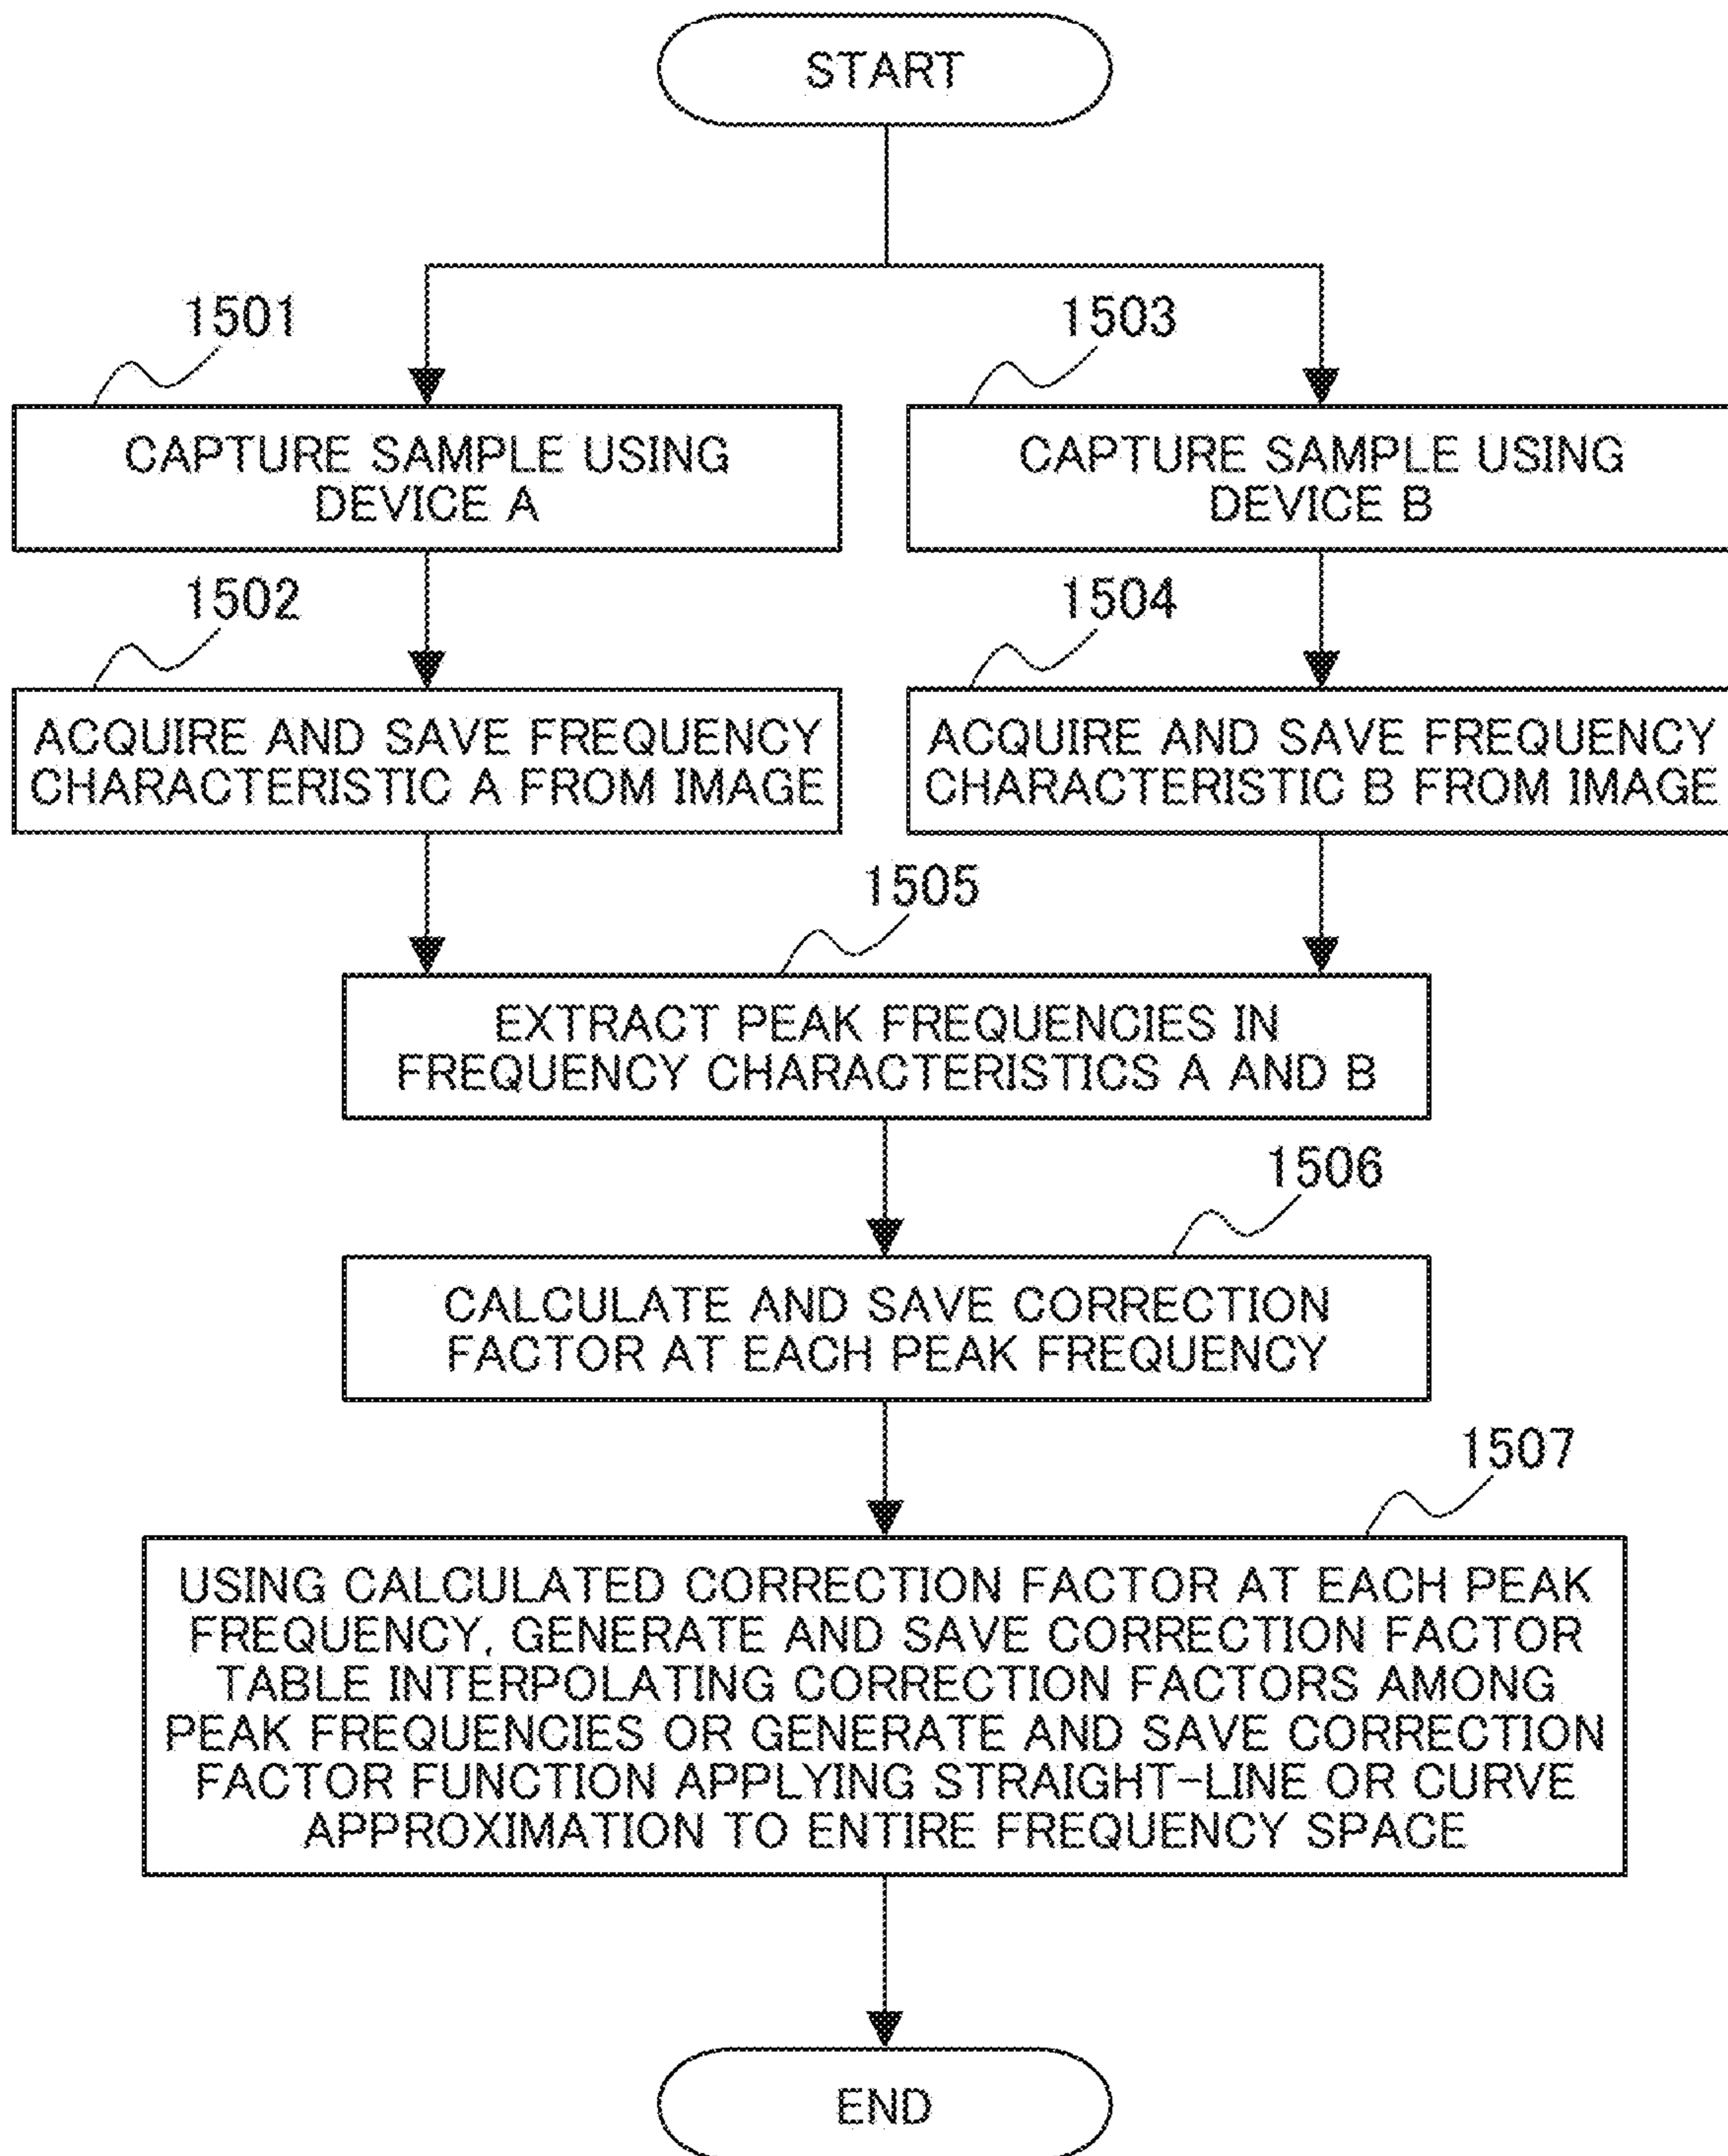 START
1501
1503
CAPTURE SAMPLE USING
DEVICE A
CAPTURE SAMPLE USING
DEVICE B
1502
1504
ACQUIRE AND SAVE FREQUENCY
CHARACTERISTIC A FROM IMAGE
ACQUIRE AND SAVE FREQUENCY
CHARACTERISTIC B FROM IMAGE
1505
EXTRACT PEAK FREQUENCIES IN
FREQUENCY CHARACTERISTICS A AND B
1506
CALCULATE AND SAVE CORRECTION
FACTOR AT EACH PEAK FREQUENCY
1507
USING CALCULATED CORRECTION FACTOR AT EACH PEAK
FREQUENCY, GENERATE AND SAVE CORRECTION FACTOR
TABLE INTERPOLATING CORRECTION FACTORS AMONG
PEAK FREQUENCIES OR GENERATE AND SAVE CORRECTION
FACTOR FUNCTION APPLYING STRAIGHT-LINE OR CURVE
APPROXIMATION TO ENTIRE FREQUENCY SPACE
END